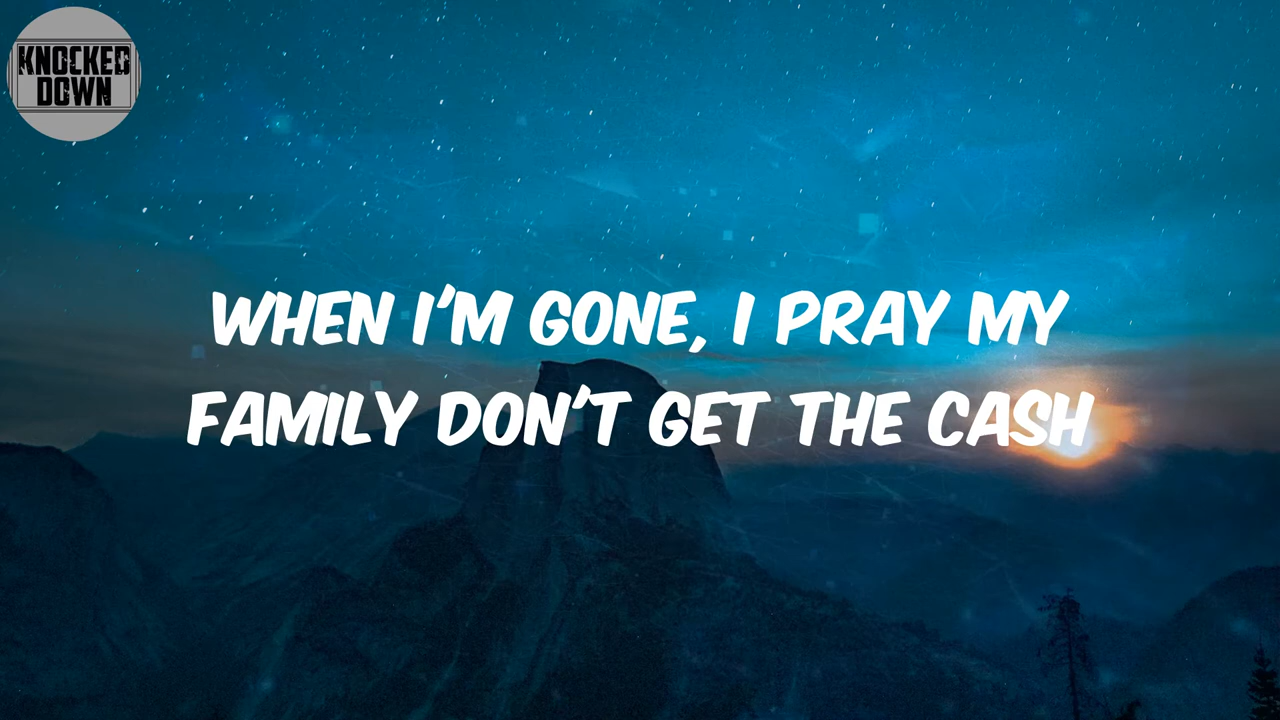 KNOCKED
DOWN
WHEN I'M GONE, I PRAY MY
FAMILY DON'T GET THE CASH